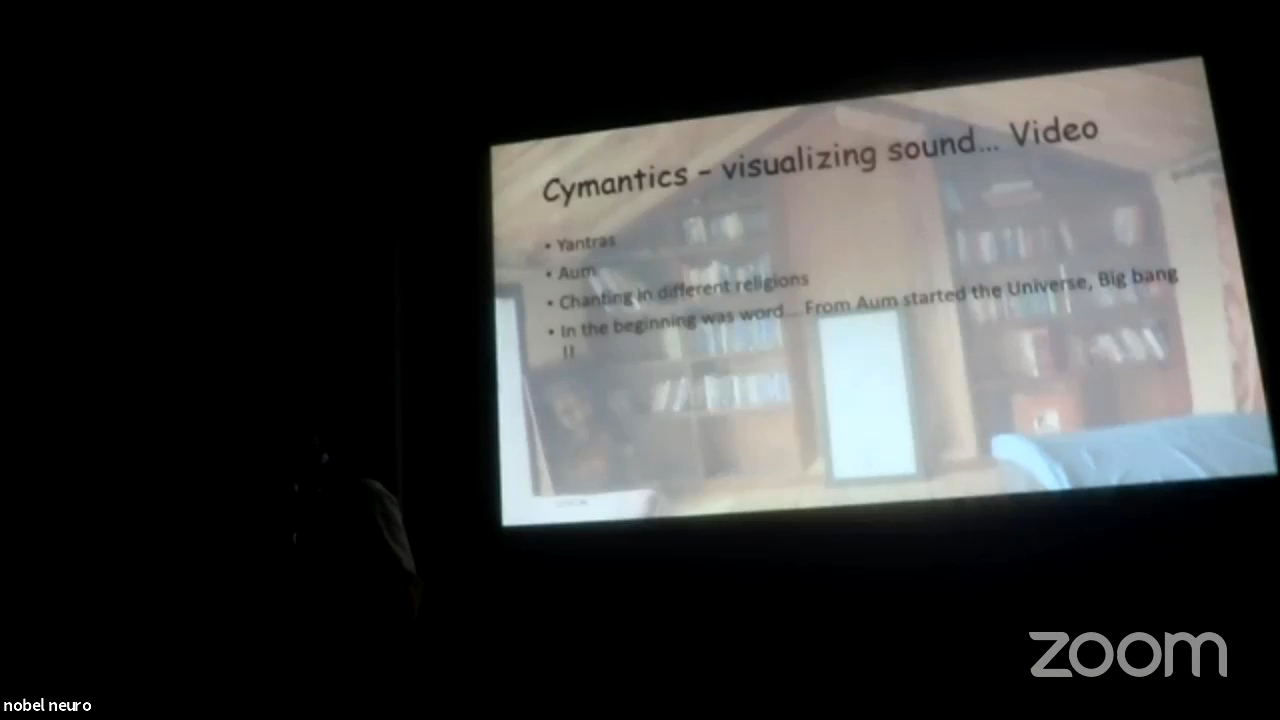 Cymantics – visualizing sound... Video
• Yantras
• Aum
• Chanting in different religions
• In the beginning was word... From Aum started the Universe, Big bang
!!
zoom
nobel neuro